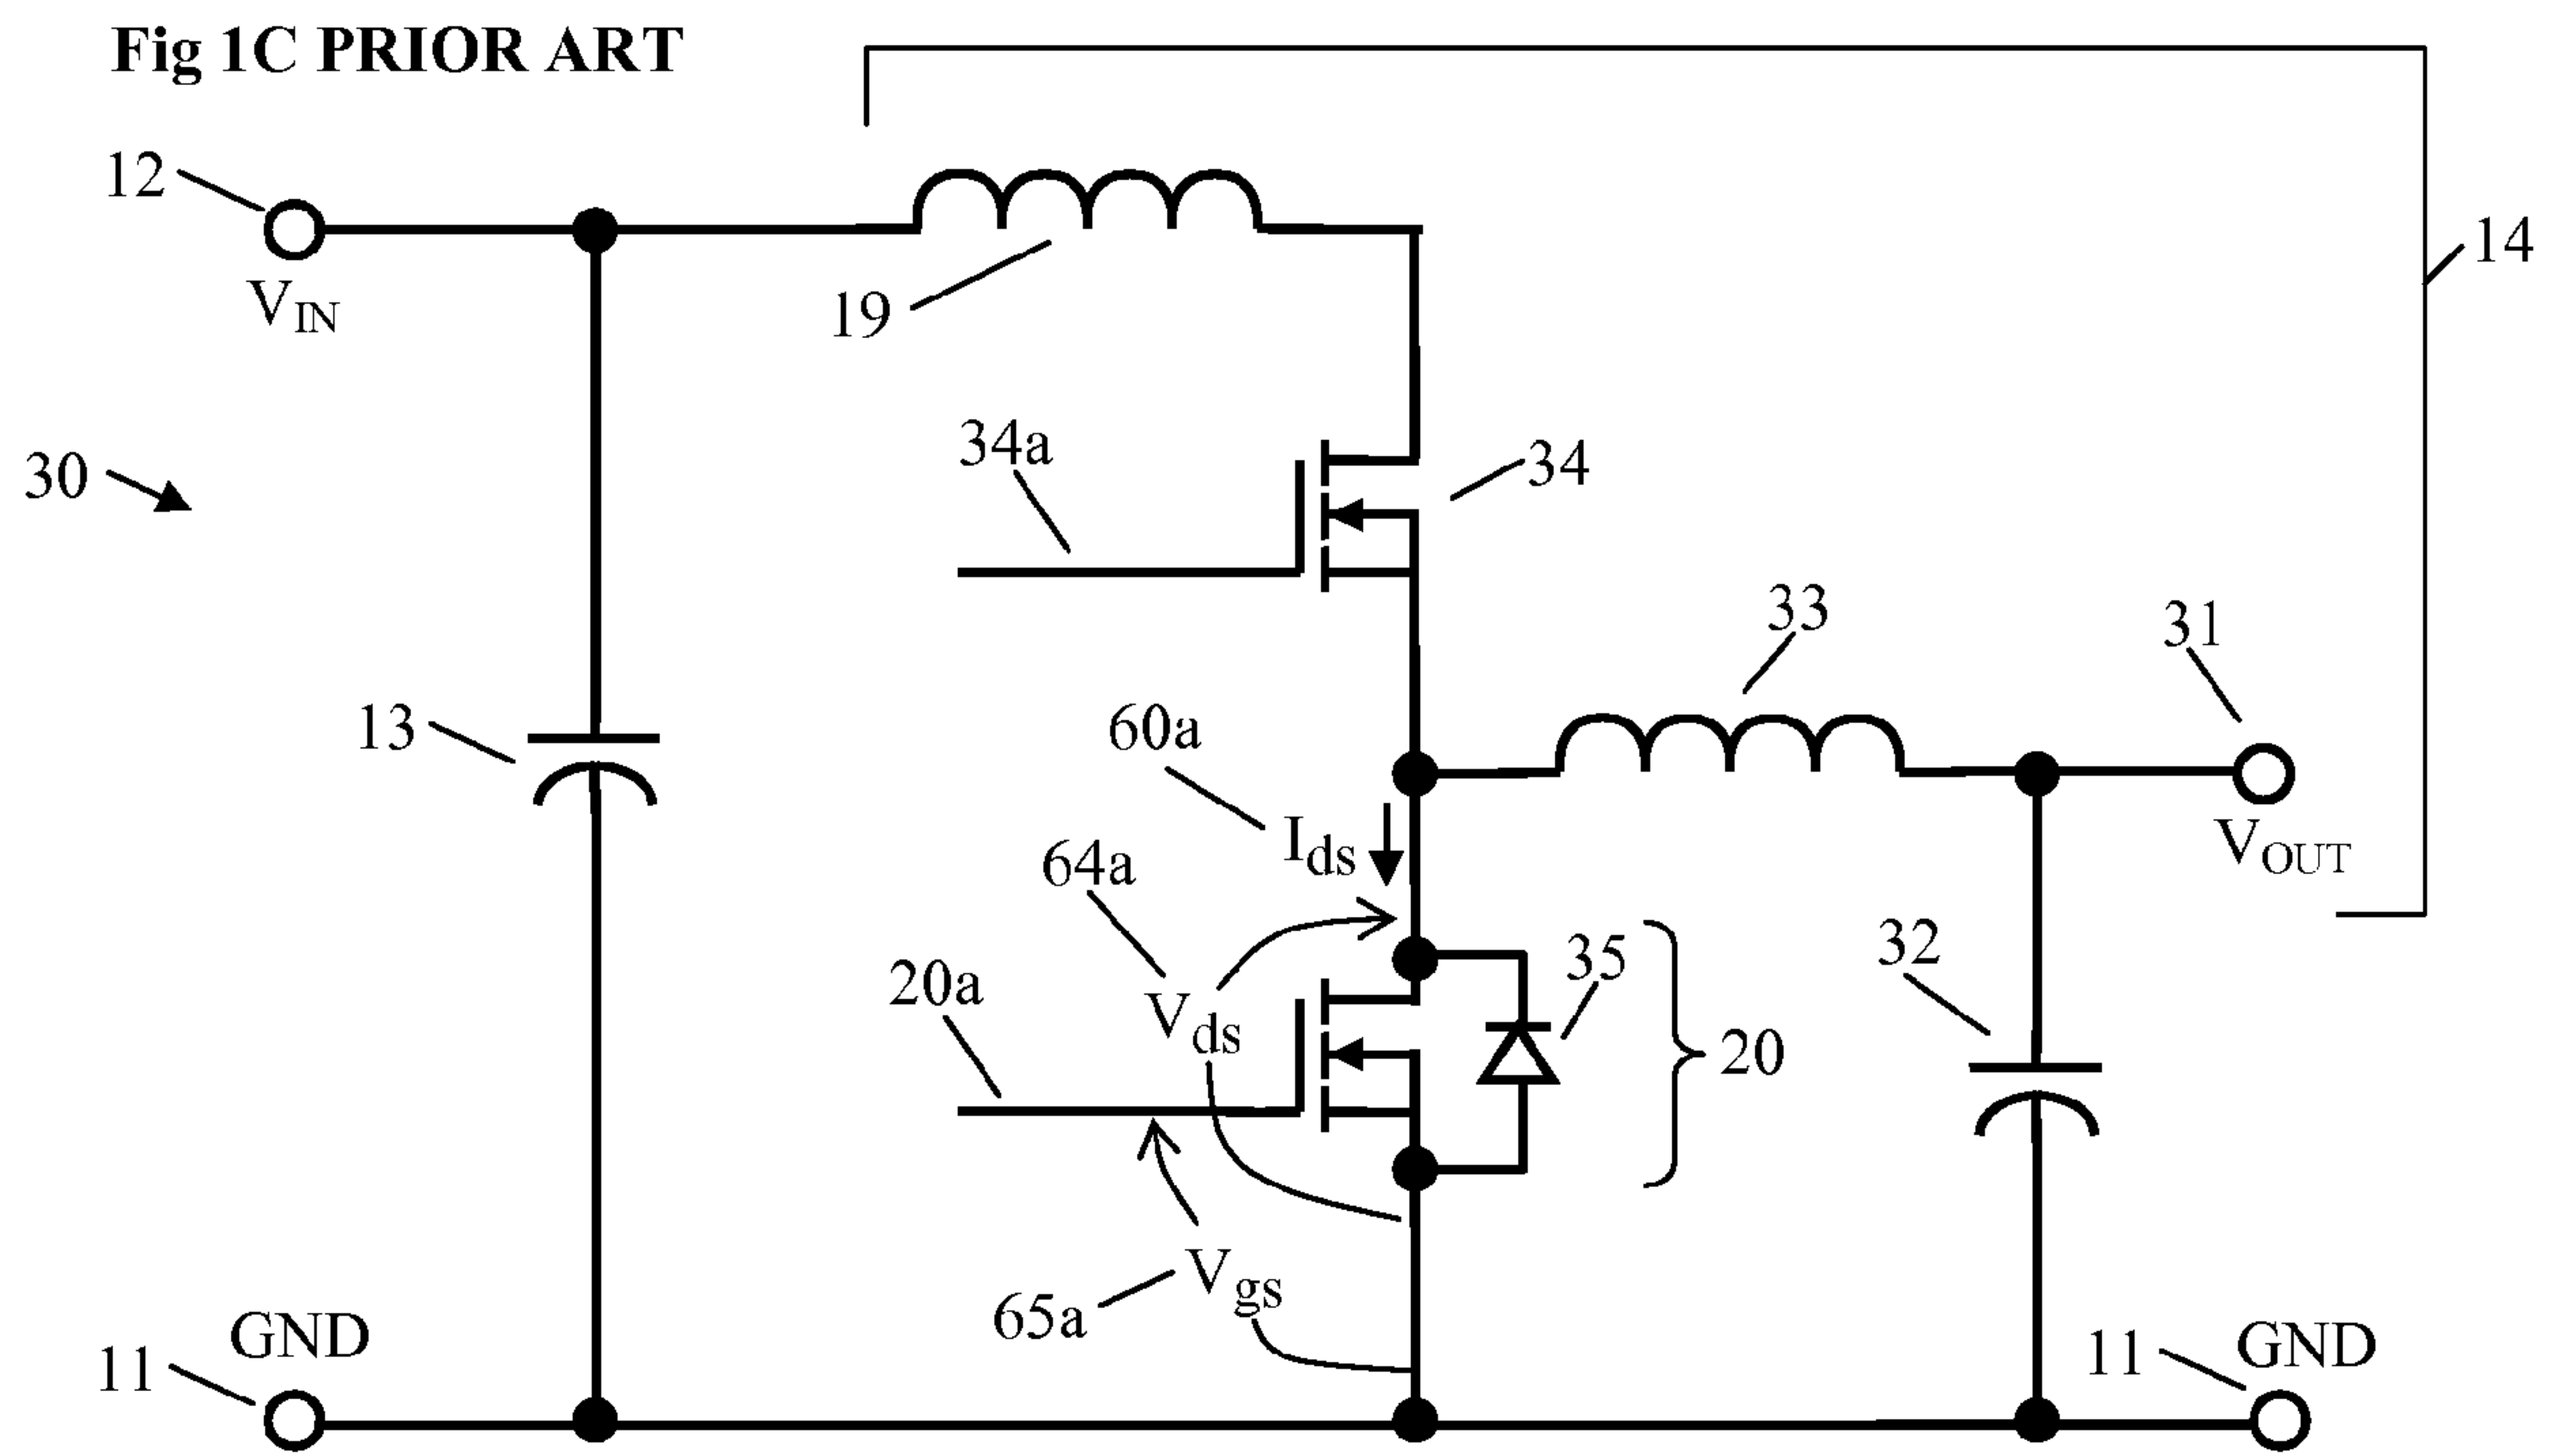 Fig 1C PRIOR ART
12
V_IN
19
14
34a
34
30
33
31
13
60a
I_ds
V_OUT
64a
32
35
20a
V_ds
20
V_gs
65a
GND
11
GND
11